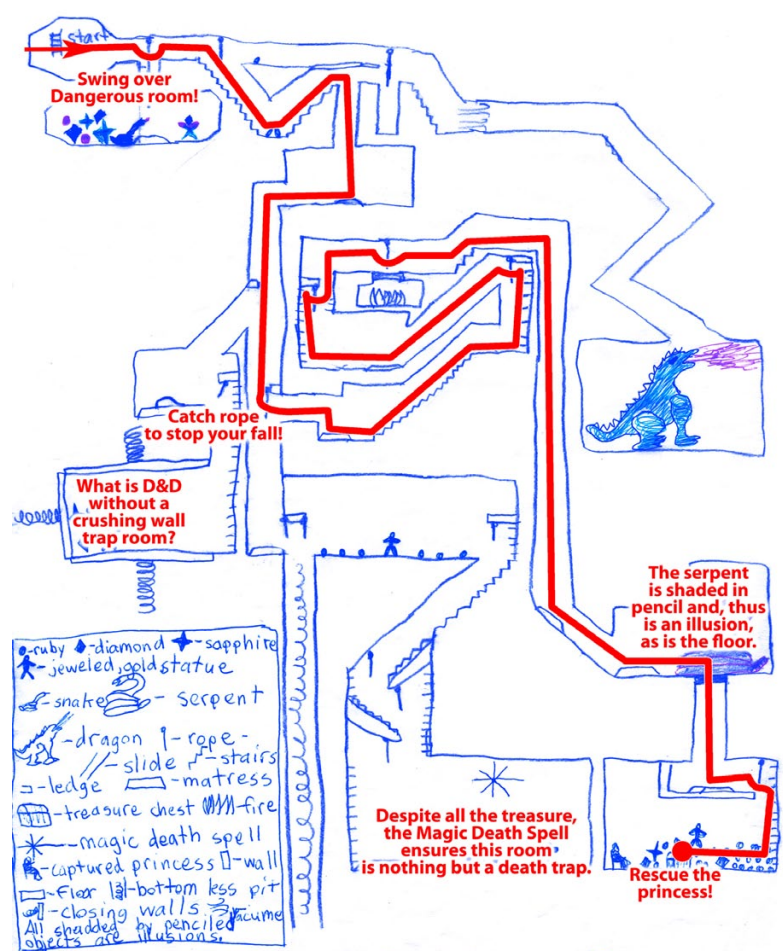 start
Swing over
Dangerous room!
Catch rope
to stop your fall!
What is D&D
without a
crushing wall
trap room?
The serpent
is shaded in
pencil and, thus
is an illusion,
as is the floor.
-ruby -diamond -sapphire
-jeweled, gold statue
-snake - serpent
-dragon -rope-
-slide -stairs
-ledge -matress
-treasure chest -fire
-magic death spell
-captured princess -wall
-floor -bottom less pit
-closing walls vacume
All shadded by penciled
objects are illusions.
Despite all the treasure,
the Magic Death Spell
ensures this room
is nothing but a death trap.
Rescue the
princess!